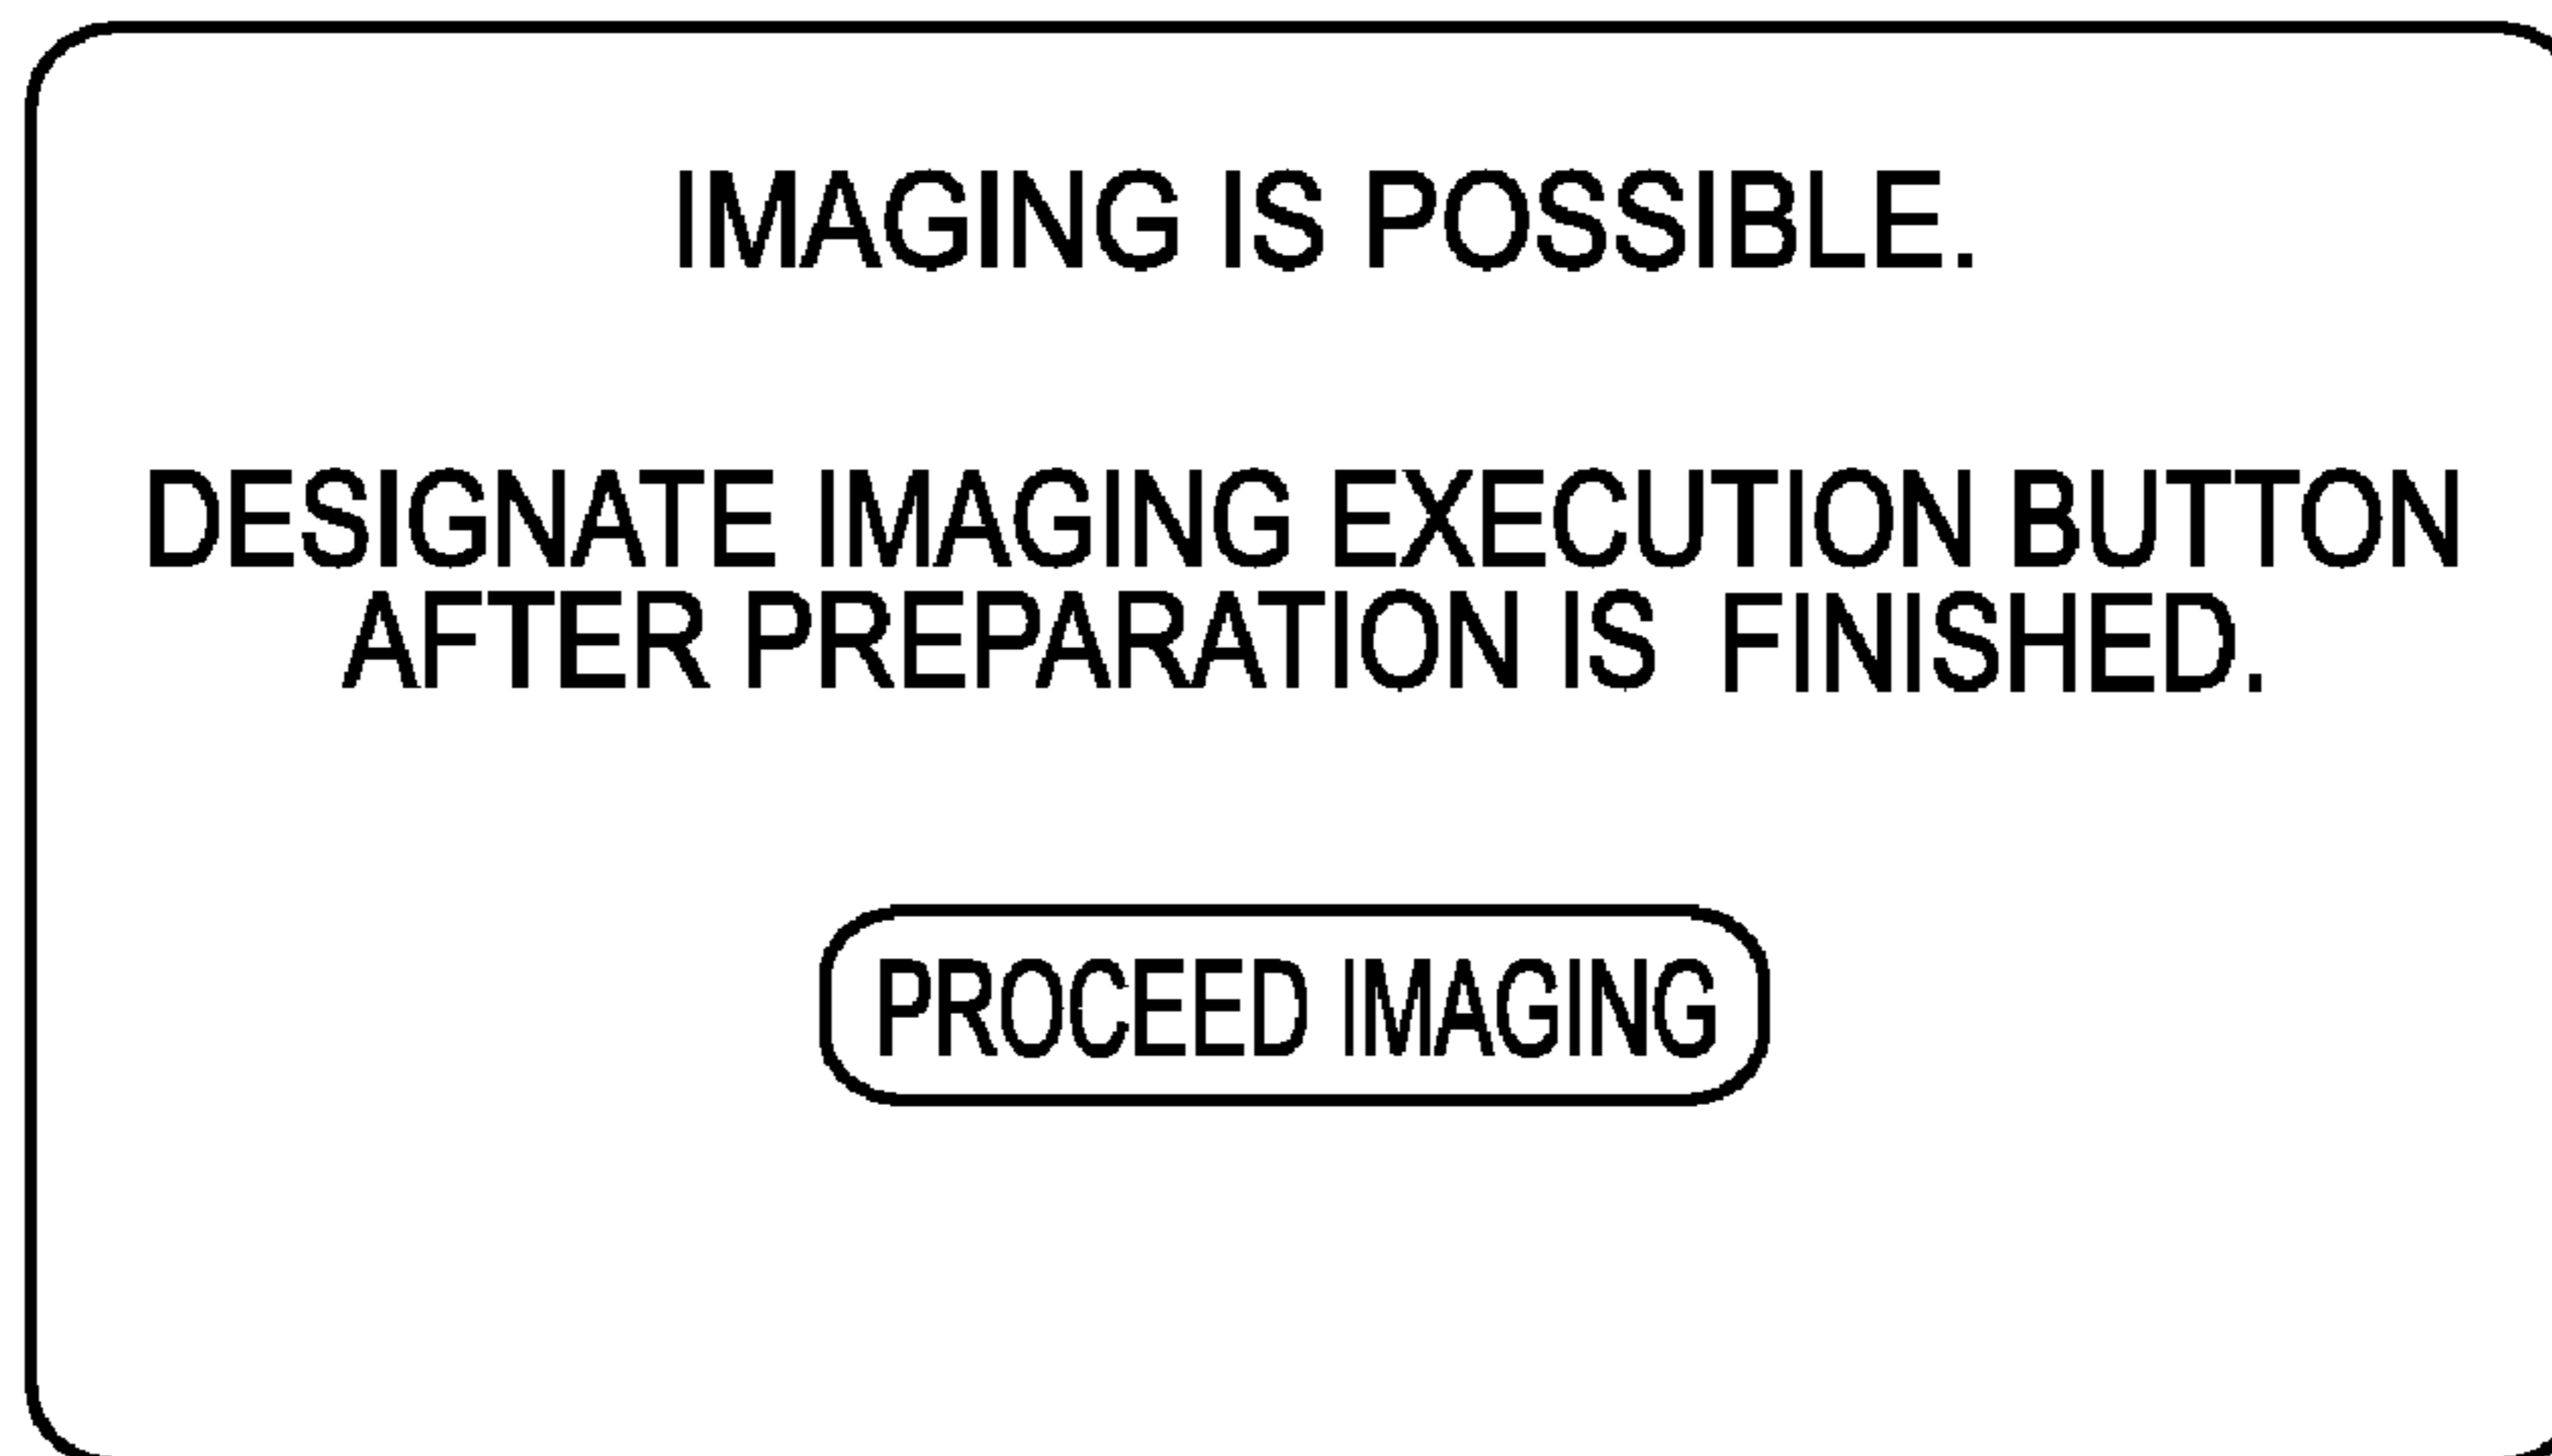 IMAGING IS POSSIBLE.
DESIGNATE IMAGING EXECUTION BUTTON
AFTER PREPARATION IS FINISHED.
PROCEED IMAGING